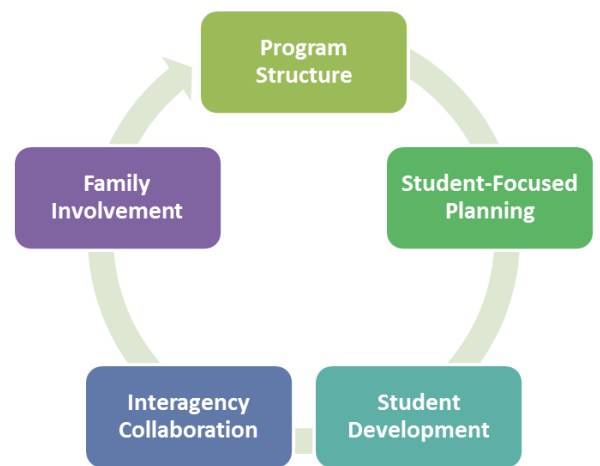 Program
Structure
Student-Focused
Planning
Student
Development
Interagency
Collaboration
Family
Involvement